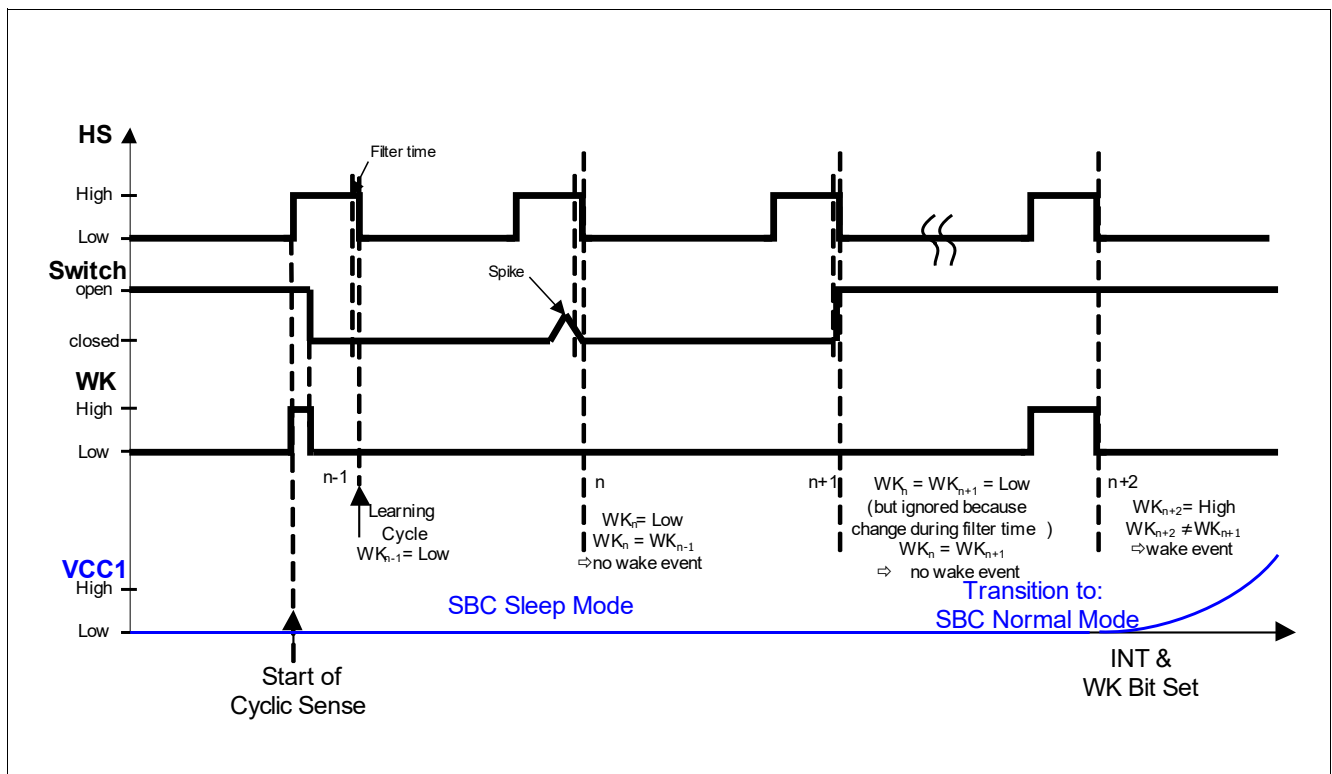 HS
Filter time
High
Low
Switch
open
Spike
closed
WK
High
Low
n-1
n
n+1
n+2
Learning
Cycle
WKn-1= Low
WKn= Low
WKn = WKn-1
⇨no wake event
WKn = WKn+1 = Low
(but ignored because
change during filter time )
WKn = WKn+1
⇨ no wake event
WKn+2= High
WKn+2 ≠WKn+1
⇨wake event
VCC1
High
Low
SBC Sleep Mode
Transition to:
SBC Normal Mode
Start of
Cyclic Sense
INT &
WK Bit Set